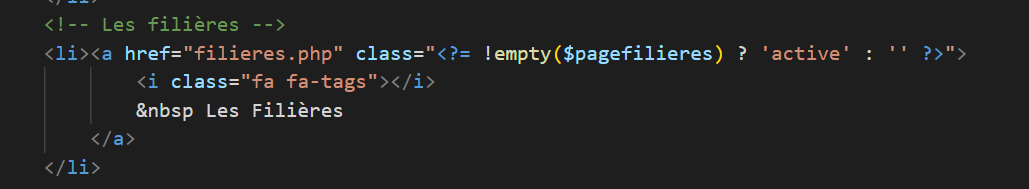 </li>
<!-- Les filières -->
<li><a href="filieres.php" class="<?= !empty($pagefilieres) ? 'active' : '' ?>">
<i class="fa fa-tags"></i>
&nbsp Les Filières
</a>
</li>